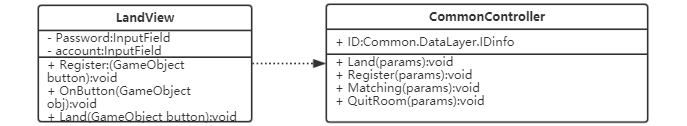 LandView
- Password:InputField
- account:InputField
+ Register:(GameObject
button):void
+ OnButton(GameObject
obj):void
+ Land(GameObject button):void
CommonController
+ ID:Common.DataLayer.IDinfo
+ Land(params):void
+ Register(params):void
+ Matching(params):void
+ QuitRoom(params):void